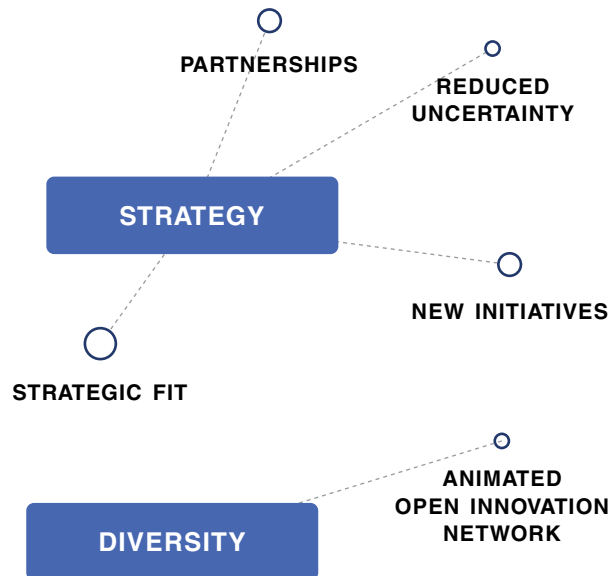 PARTNERSHIPS
REDUCED
UNCERTAINTY
STRATEGY
NEW INITIATIVES
STRATEGIC FIT
ANIMATED
OPEN INNOVATION
NETWORK
DIVERSITY